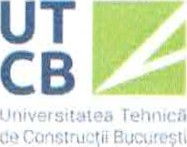 UT
CB
Universitatea Tehnică
de Construcții București